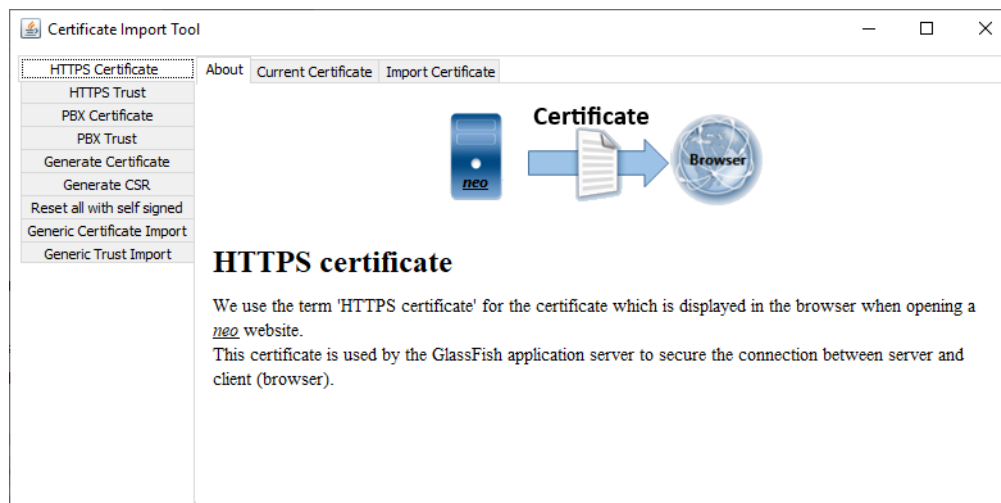 Certificate Import Tool
HTTPS Certificate
HTTPS Trust
PBX Certificate
PBX Trust
Generate Certificate
Generate CSR
Reset all with self signed
Generic Certificate Import
Generic Trust Import
About Current Certificate Import Certificate
Certificate
neo
Browser
HTTPS certificate
We use the term 'HTTPS certificate' for the certificate which is displayed in the browser when opening a
neo website.
This certificate is used by the GlassFish application server to secure the connection between server and
client (browser).